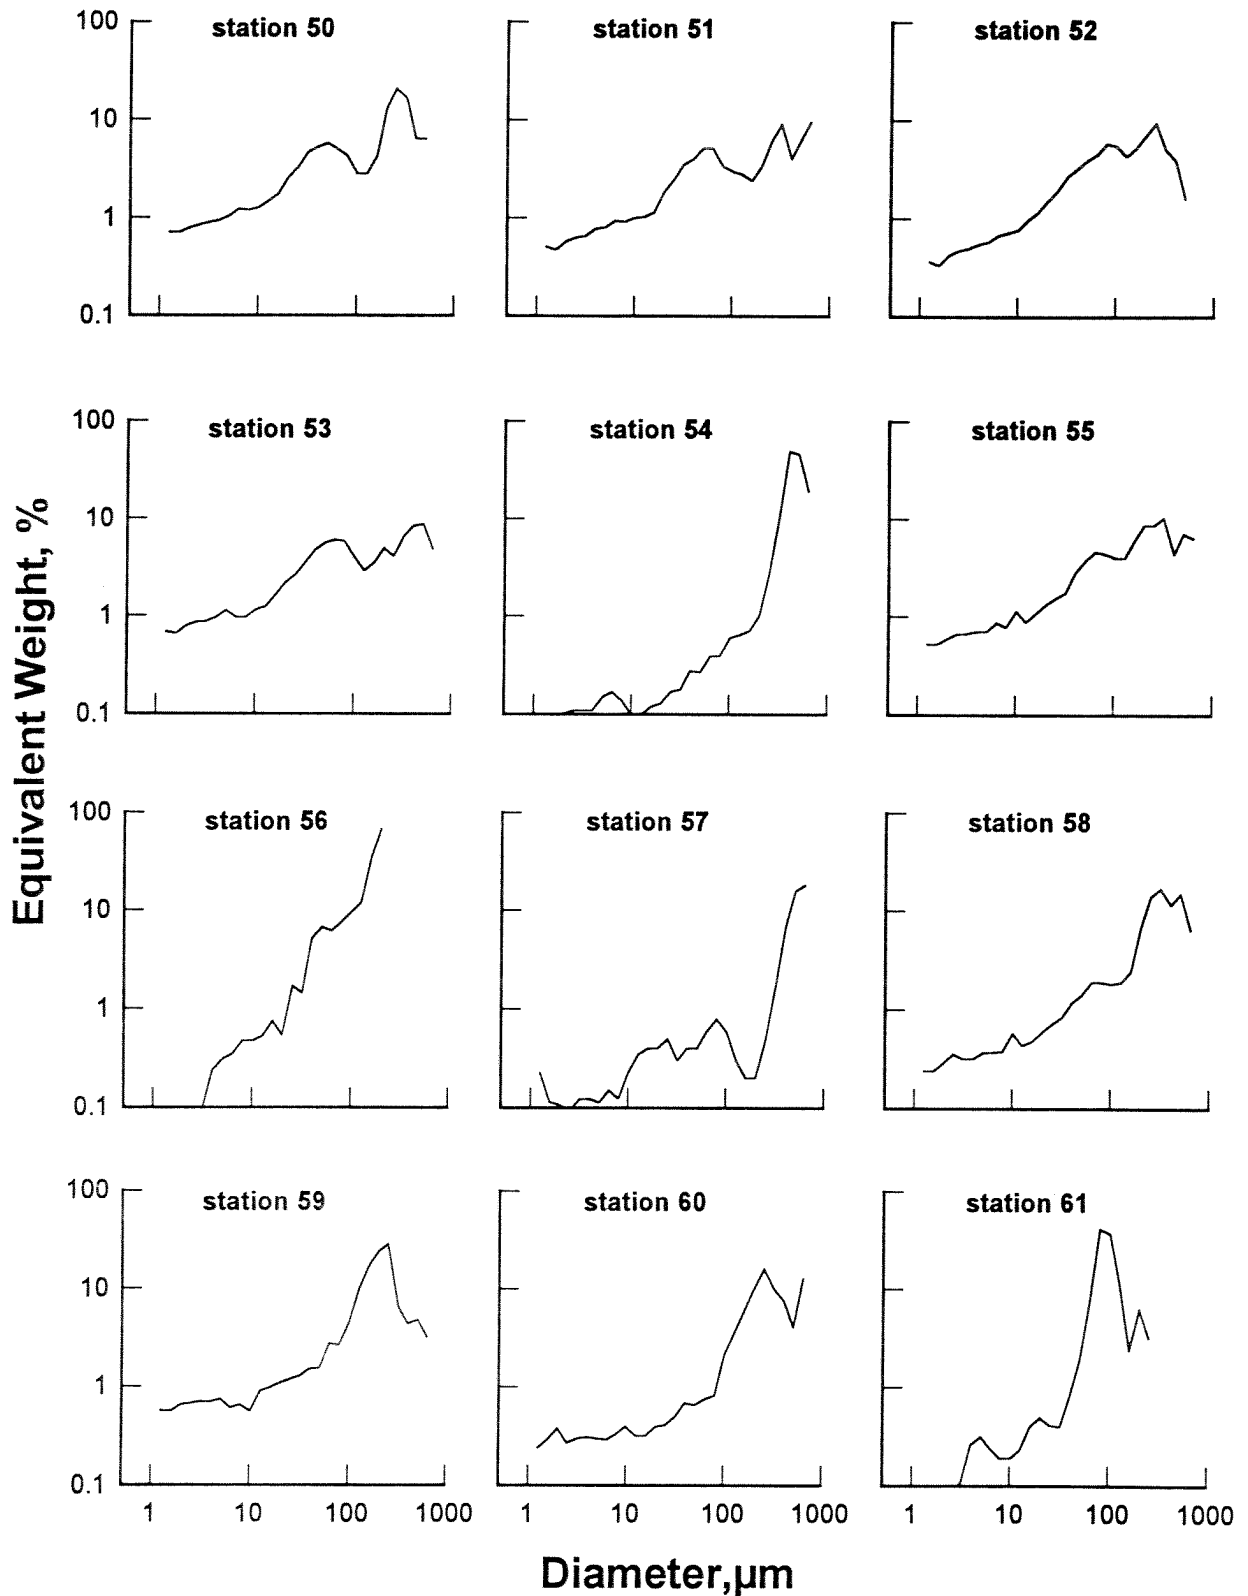 station 50
station 51
station 52
100
10
1
0.1
station 53
station 54
station 55
100
10
1
0.1
Equivalent Weight, %
station 56
station 57
station 58
100
10
1
0.1
station 59
station 60
station 61
100
10
1
0.1
1 10 100 1000
1 10 100 1000
1 10 100 1000
Diameter,µm